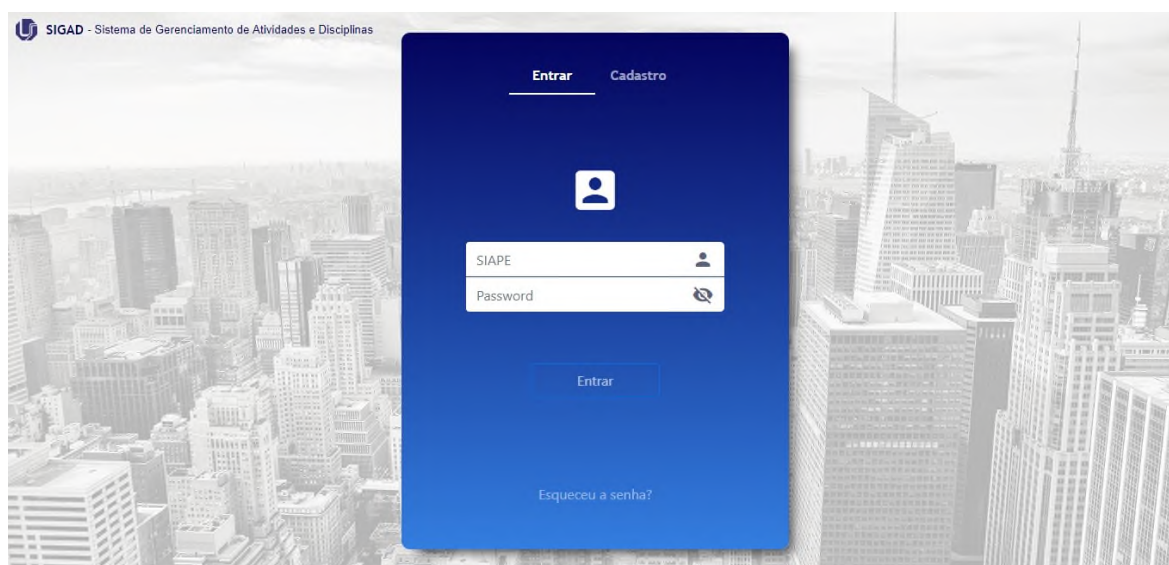 SIGAD - Sistema de Gerenciamento de Atividades e Disciplinas
Entrar Cadastro
SIAPE
Password
Entrar
Esqueceu a senha?